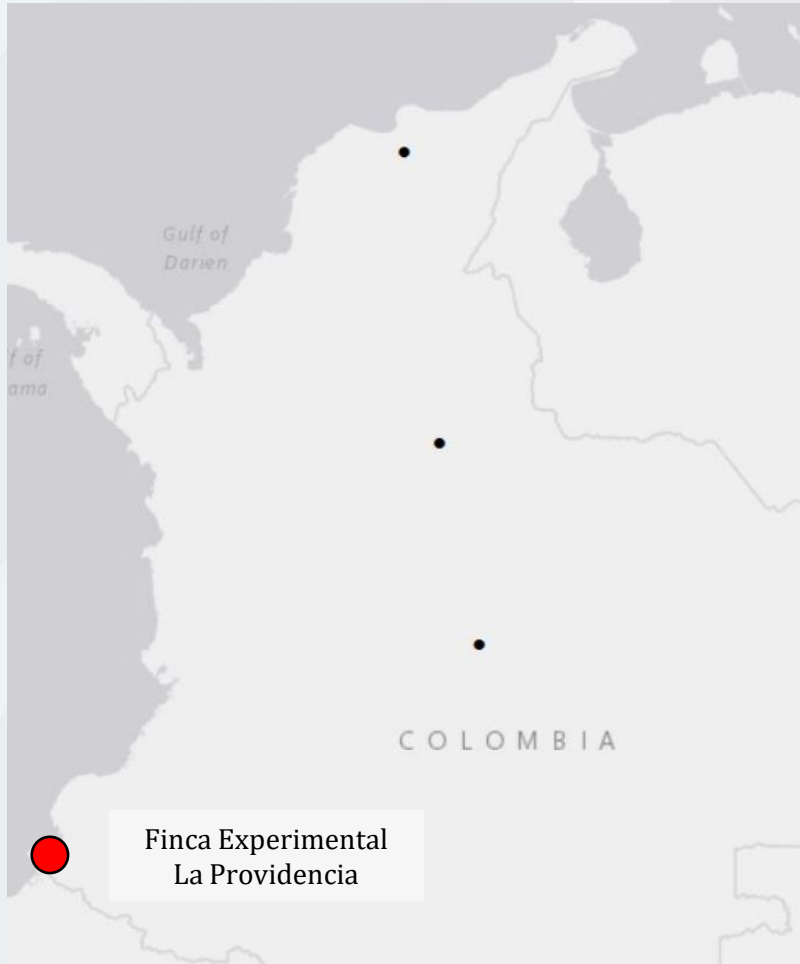 Gulf of
Darien
f of
ama
COLOMBIA
Finca Experimental
La Providencia